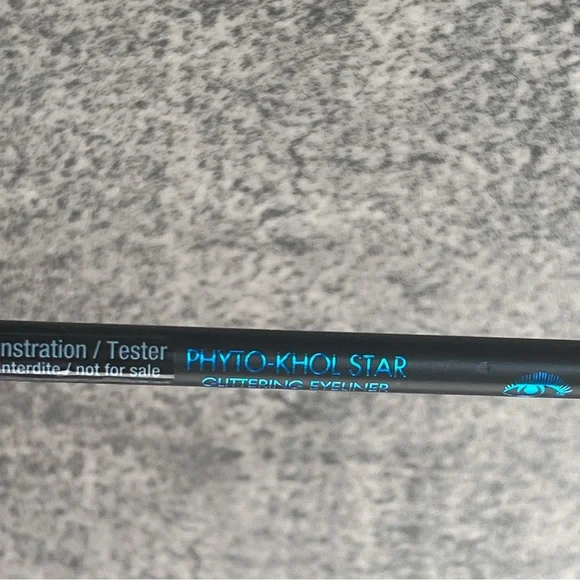 nstration / Tester
nterdite / not for sale
PHYTO-KHOL STAR
GLITTERING EYELINER